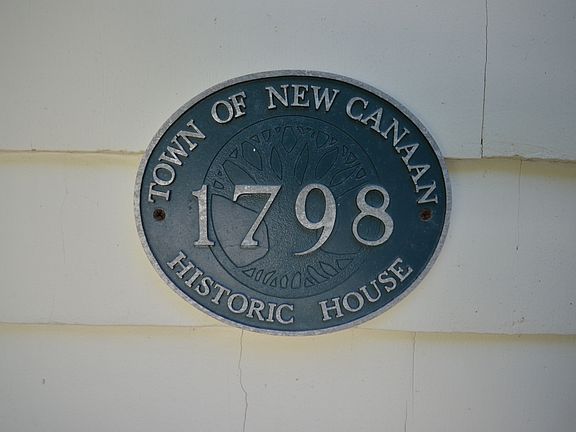 TOWN OF NEW CANAAN
1798
HISTORIC HOUSE